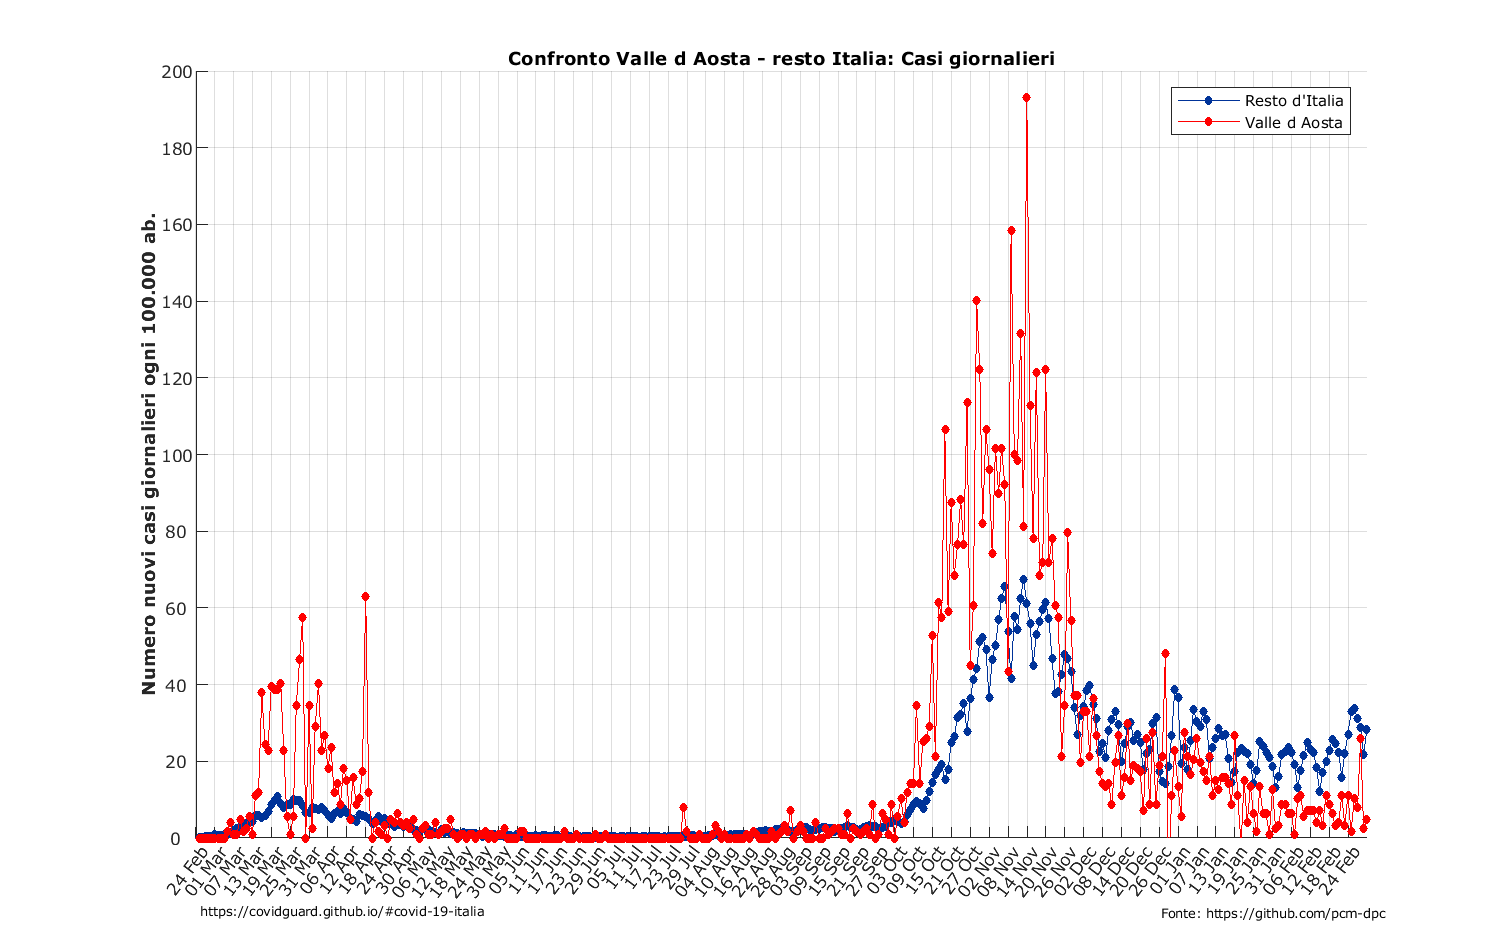 Confronto Valle d Aosta - resto Italia: Casi giornalieri
Resto d'Italia
Valle d Aosta
Numero nuovi casi giornalieri ogni 100.000 ab.
200
180
160
140
120
100
80
60
40
20
0
24 Feb
01 Mar
07 Mar
13 Mar
19 Mar
25 Mar
31 Mar
06 Apr
12 Apr
18 Apr
24 Apr
30 Apr
06 May
12 May
18 May
24 May
30 May
05 Jun
11 Jun
17 Jun
23 Jun
29 Jun
05 Jul
11 Jul
17 Jul
23 Jul
29 Jul
04 Aug
10 Aug
16 Aug
22 Aug
28 Aug
03 Sep
09 Sep
15 Sep
21 Sep
27 Sep
03 Oct
09 Oct
15 Oct
21 Oct
27 Oct
02 Nov
08 Nov
14 Nov
20 Nov
26 Nov
02 Dec
08 Dec
14 Dec
20 Dec
26 Dec
01 Jan
07 Jan
13 Jan
19 Jan
25 Jan
31 Jan
06 Feb
12 Feb
18 Feb
24 Feb
https://covidguard.github.io/#covid-19-italia
Fonte: https://github.com/pcm-dpc